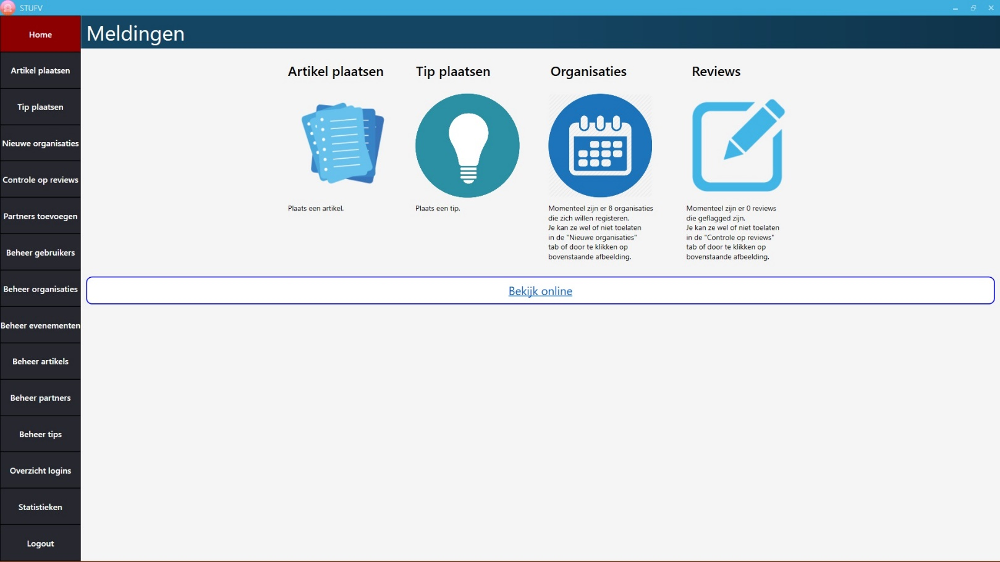 STUFV
Home
Artikel plaatsen
Tip plaatsen
Nieuwe organisaties
Controle op reviews
Partners toevoegen
Beheer gebruikers
Beheer organisaties
Beheer evenementen
Beheer artikels
Beheer partners
Beheer tips
Overzicht logins
Statistieken
Logout
Meldingen
Artikel plaatsen
Plaats een artikel.
Tip plaatsen
Plaats een tip.
Organisaties
Momenteel zijn er 8 organisaties
die zich willen registeren.
Je kan ze wel of niet toelaten
in de "Nieuwe organisaties"
tab of door te klikken op
bovenstaande afbeelding.
Reviews
Momenteel zijn er 0 reviews
die geflagged zijn.
Je kan ze wel of niet toelaten
in de "Controle op reviews"
tab of door te klikken op
bovenstaande afbeelding.
Bekijk online